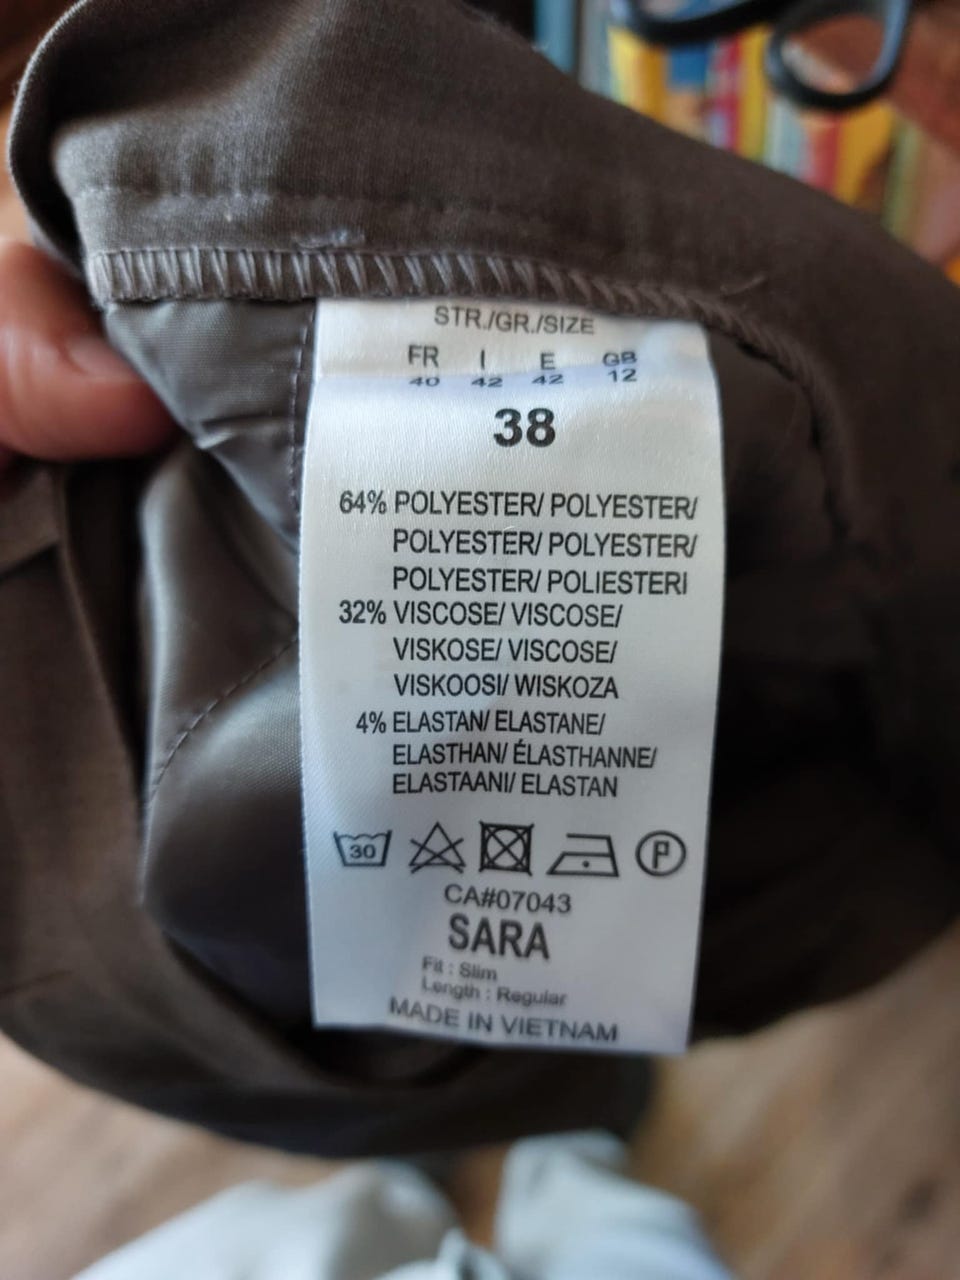 STR./GR./SIZE
FR I E GB
40 42 42 12
38
64% POLYESTER/ POLYESTER/
POLYESTER/ POLYESTER/
POLYESTER/ POLIESTERI
32% VISCOSE/ VISCOSE/
VISKOSE/ VISCOSE/
VISKOOSI/ WISKOZA
4% ELASTAN/ ELASTANE/
ELASTHAN/ ÉLASTHANNE/
ELASTAANI/ ELASTAN
30 P
CA#07043
SARA
Fit : Slim
Length : Regular
MADE IN VIETNAM